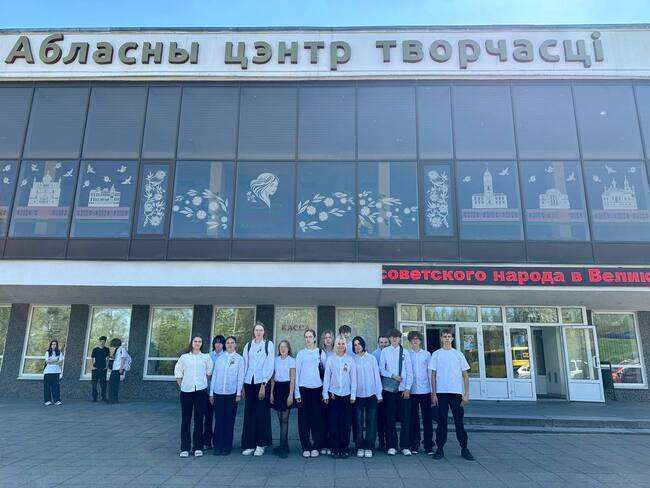 Абласны цэнтр творчасці
советского народа в Велик
КАССА